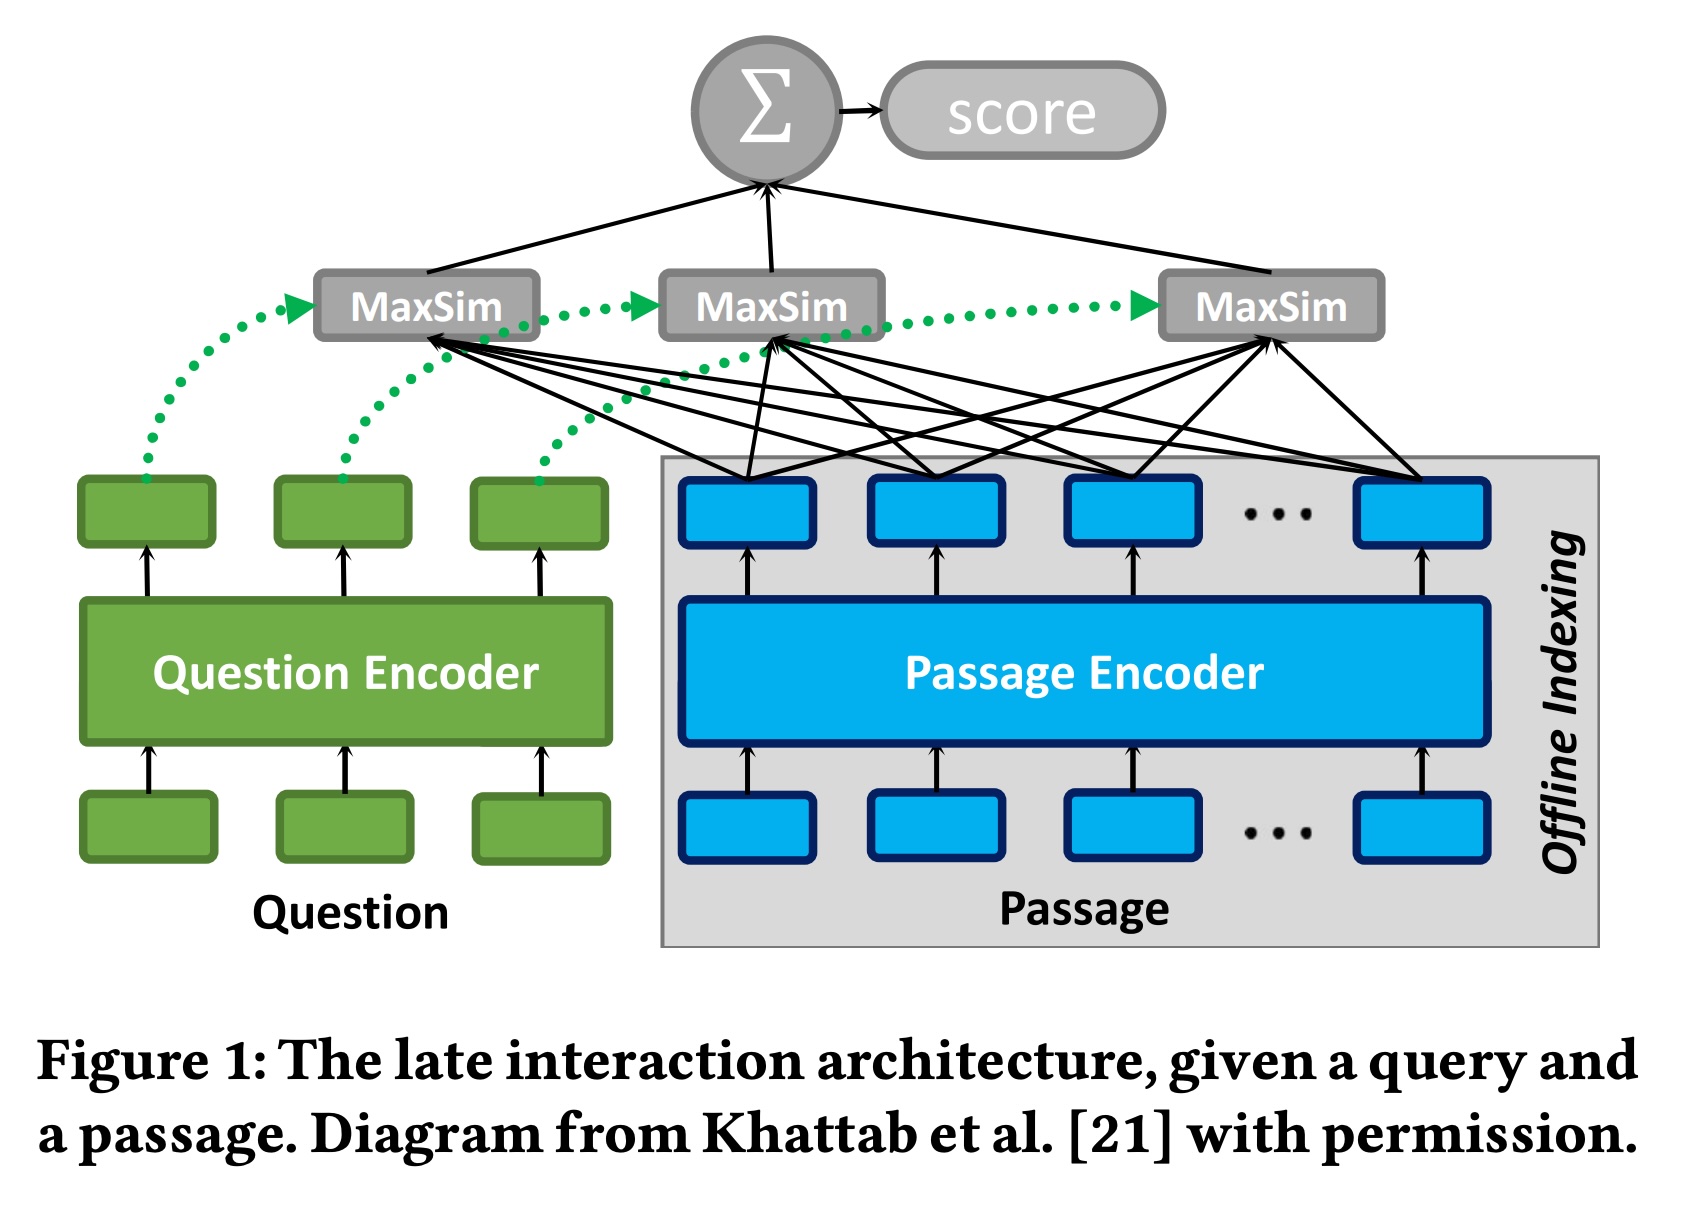 Σ
score
MaxSim
MaxSim
MaxSim
Question Encoder
Passage Encoder
Offline Indexing
Question
Passage
Figure 1: The late interaction architecture, given a query and
a passage. Diagram from Khattab et al. [21] with permission.